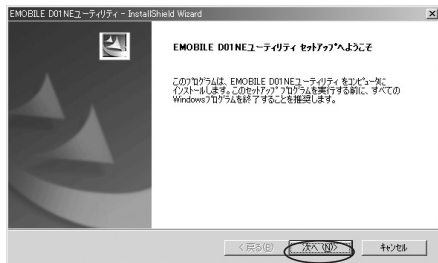 EMOBILE D01NEユーティリティ - InstallShield Wizard
EMOBILE D01NEユーティリティ セットアップへようこそ
このプログラムは、EMOBILE D01NEユーティリティ をコンピュータに
インストールします。このセットアップ プログラムを実行する前に、すべての
Windowsプログラムを終了することを推奨します。
< 戻る(B)
次へ (N)>
キャンセル